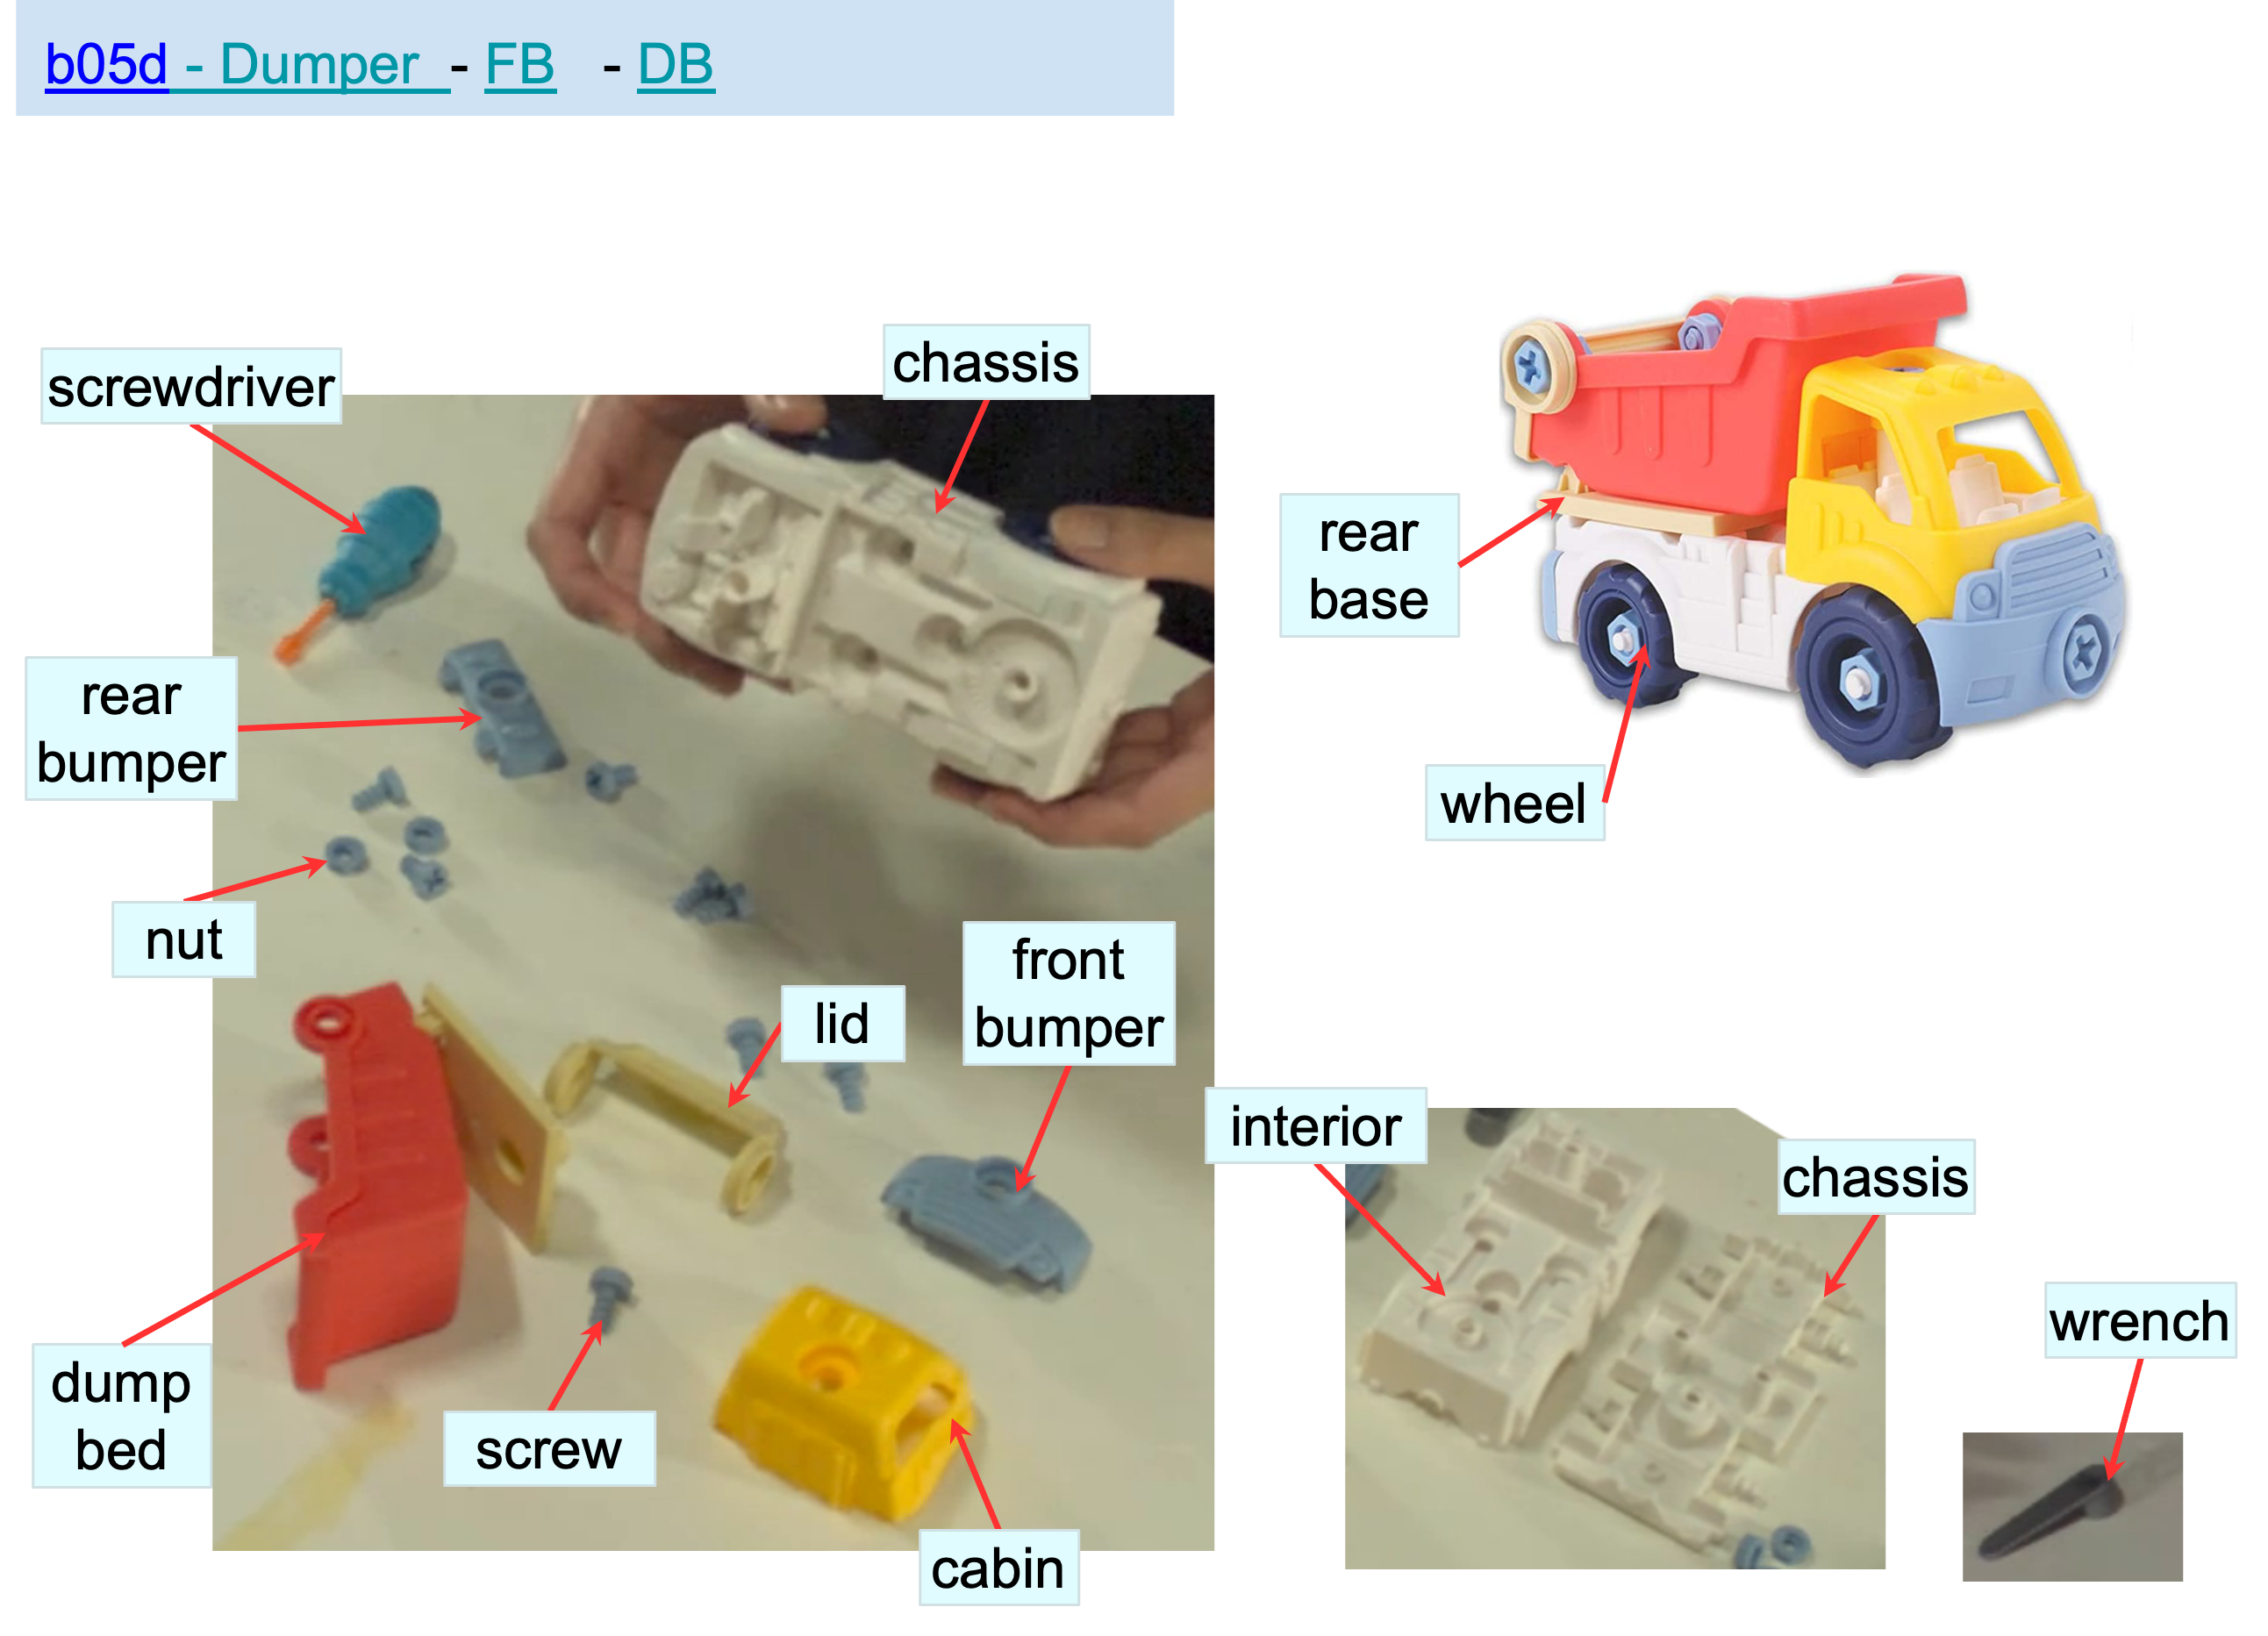 b05d - Dumper - FB - DB
screwdriver
chassis
rear
bumper
nut
lid
front
bumper
dump
bed
screw
cabin
rear
base
wheel
interior
chassis
wrench